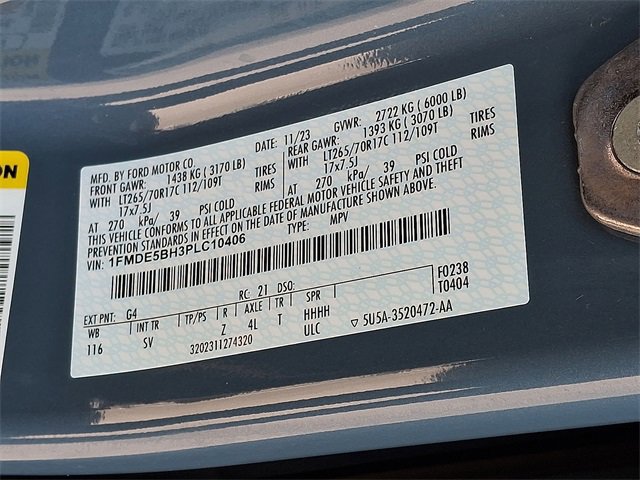 ON
MFD. BY FORD MOTOR CO.
DATE: 11/23 GVWR: 2722 KG ( 6000 LB)
FRONT GAWR: 1438 KG ( 3170 LB)
REAR GAWR: 1393 KG ( 3070 LB)
WITH LT265/70R17C 112/109T TIRES
WITH LT265/70R17C 112/109T TIRES
17x7.5J RIMS
17x7.5J RIMS
AT 270 kPa/ 39 PSI COLD
AT 270 kPa/ 39 PSI COLD
THIS VEHICLE CONFORMS TO ALL APPLICABLE FEDERAL MOTOR VEHICLE SAFETY AND THEFT
PREVENTION STANDARDS IN EFFECT ON THE DATE OF MANUFACTURE SHOWN ABOVE.
VIN: 1FMDE5BH3PLC10406 TYPE: MPV
F0238
T0404
EXT PNT: G4 RC: 21 DSO:
WB INT TR TP/PS R AXLE TR SPR
116 SV Z 4L T HHHH
3202311274320 ULC ▽ 5U5A-3520472-AA